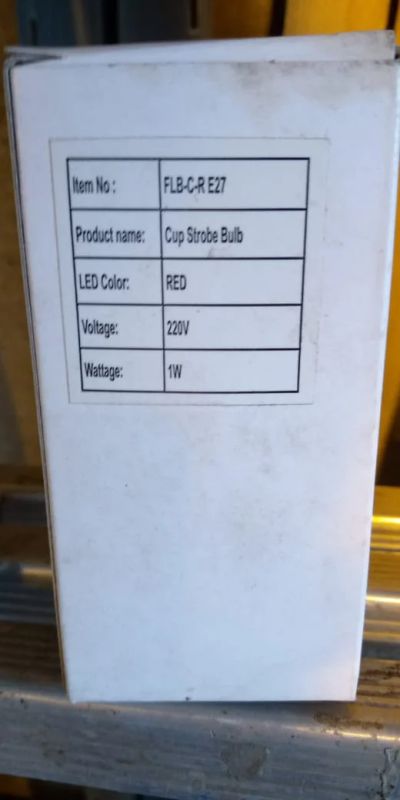 Item No : FLB-C-R E27
Product name: Cup Strobe Bulb
LED Color: RED
Voltage: 220V
Wattage: 1W